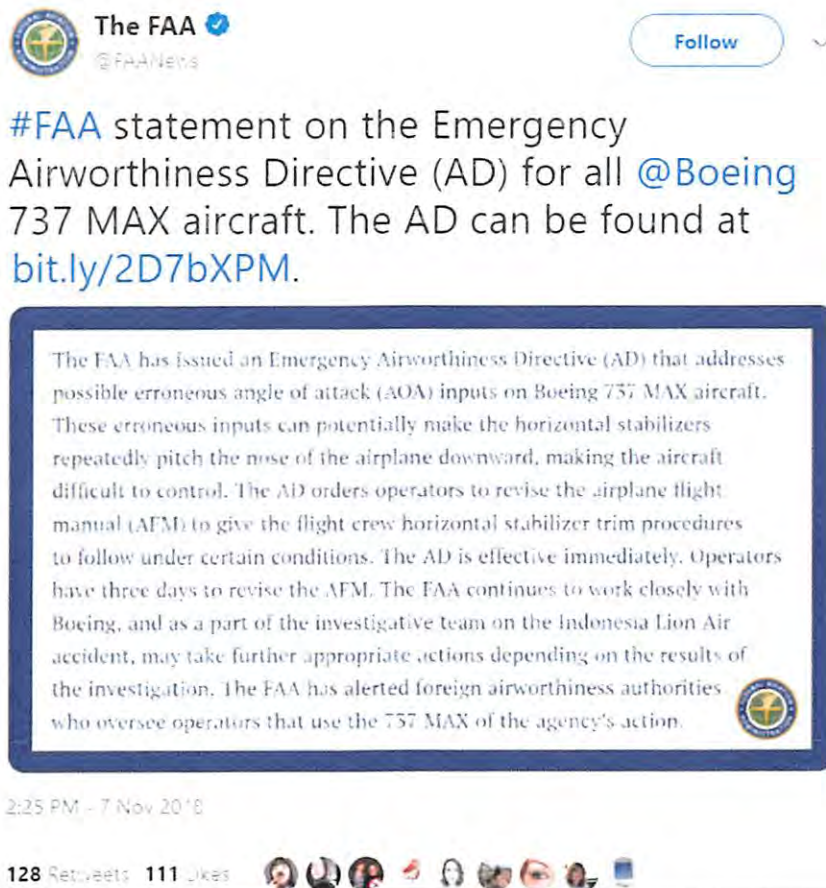 The FAA
@FAANews
Follow
#FAA statement on the Emergency
Airworthiness Directive (AD) for all @Boeing
737 MAX aircraft. The AD can be found at
bit.ly/2D7bXPM.
The FAA has issued an Emergency Airworthiness Directive (AD) that addresses
possible erroneous angle of attack (AOA) inputs on Boeing 737 MAX aircraft.
These erroneous inputs can potentially make the horizontal stabilizers
repeatedly pitch the nose of the airplane downward, making the aircraft
difficult to control. The AD orders operators to revise the airplane flight
manual (AFM) to give the flight crew horizontal stabilizer trim procedures
to follow under certain conditions. The AD is effective immediately. Operators
have three days to revise the AFM. The FAA continues to work closely with
Boeing, and as a part of the investigative team on the Indonesia Lion Air
accident, may take further appropriate actions depending on the results of
the investigation. The FAA has alerted foreign airworthiness authorities
who oversee operators that use the 737 MAX of the agency's action.
2:25 PM - 7 Nov 2018
128 Retweets 111 Likes